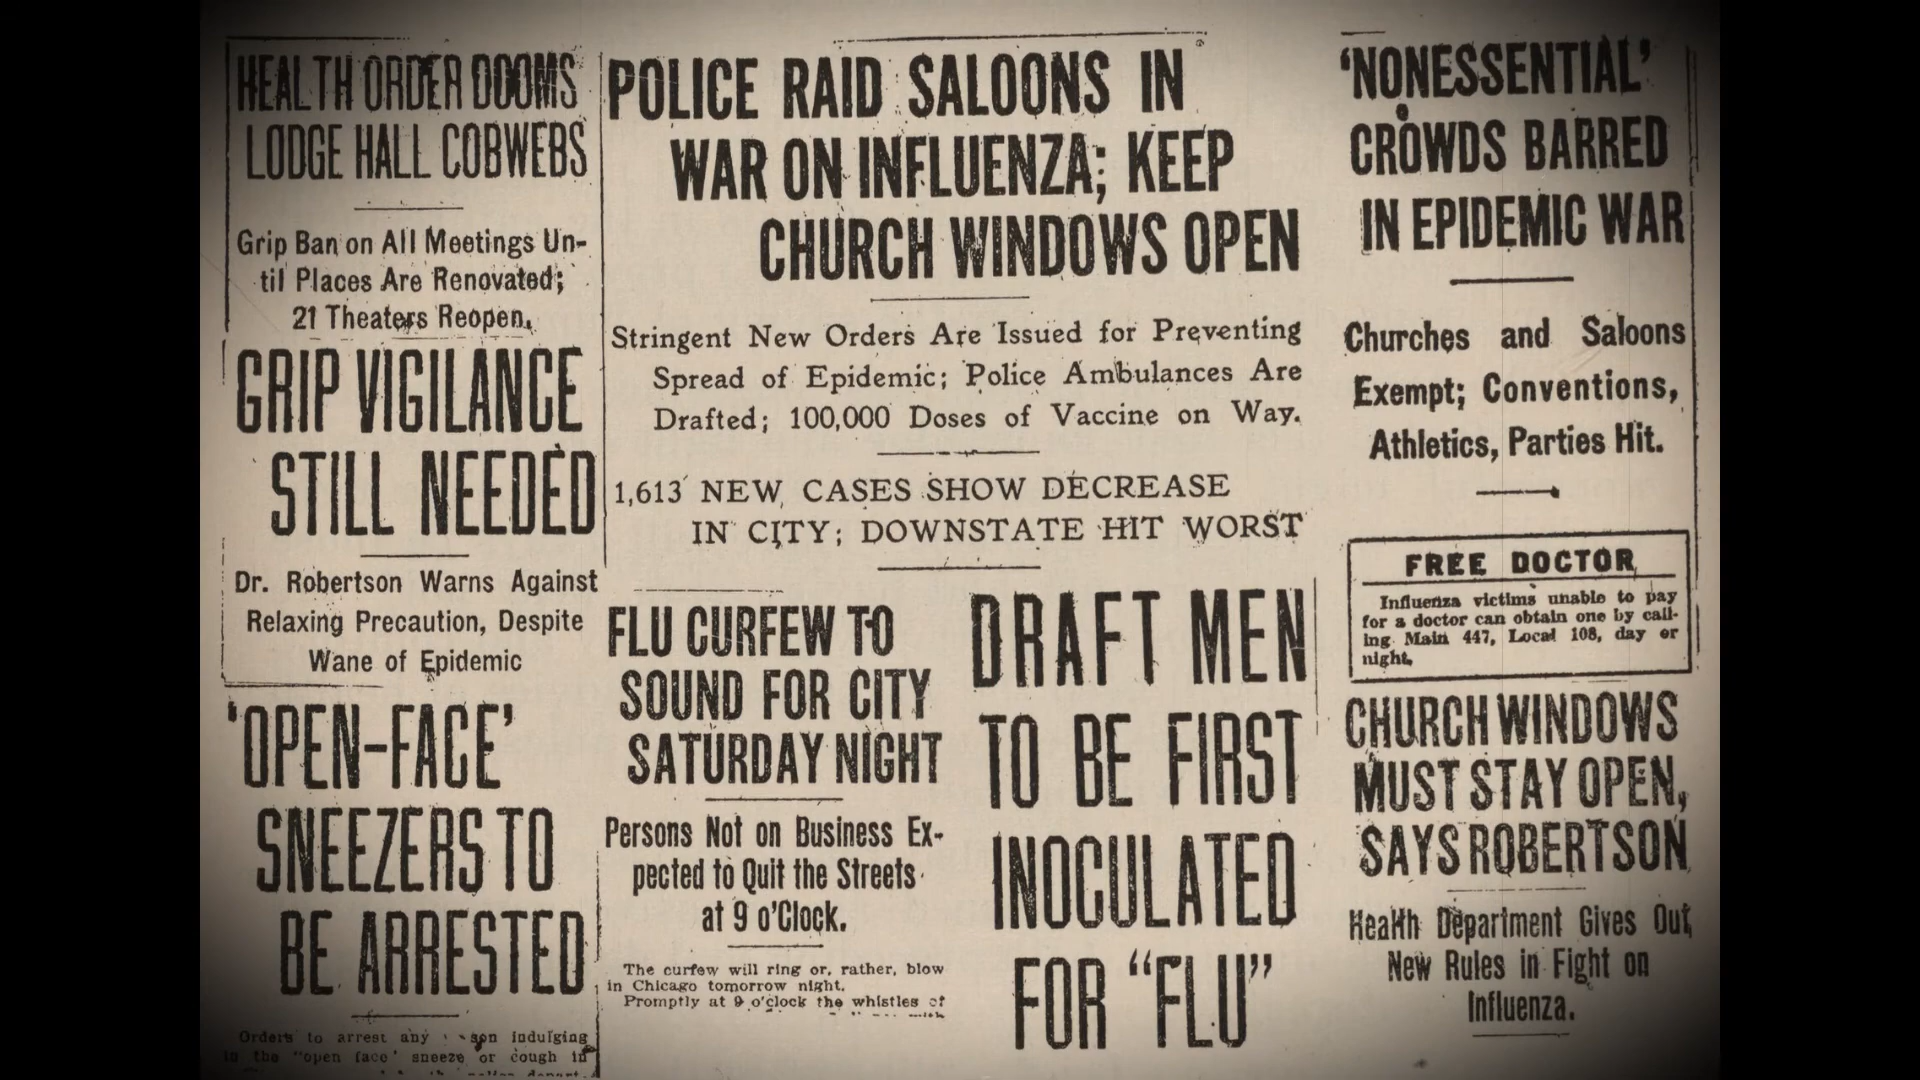 HEALTH ORDER DOOMS
LODGE HALL COBWEBS
Grip Ban on All Meetings Un-
til Places Are Renovated;
21 Theaters Reopen.
GRIP VIGILANCE
STILL NEEDED
Dr. Robertson Warns Against
Relaxing Precaution, Despite
Wane of Epidemic
'OPEN-FACE'
SNEEZERS TO
BE ARRESTED
Orders to arrest any indulging
in the "open face" sneeze or cough in
POLICE RAID SALOONS IN
WAR ON INFLUENZA; KEEP
CHURCH WINDOWS OPEN
Stringent New Orders Are Issued for Preventing
Spread of Epidemic; Police Ambulances Are
Drafted; 100,000 Doses of Vaccine on Way.
1,613 NEW CASES SHOW DECREASE
IN CITY; DOWNSTATE HIT WORST
FLU CURFEW TO
SOUND FOR CITY
SATURDAY NIGHT
Persons Not on Business Ex-
pected to Quit the Streets
at 9 o'Clock.
The curfew will ring or, rather, blow
in Chicago tomorrow night.
Promptly at 9 o'clock the whistles of
DRAFT MEN
TO BE FIRST
INOCULATED
FOR "FLU"
'NONESSENTIAL'
CROWDS BARRED
IN EPIDEMIC WAR
Churches and Saloons
Exempt; Conventions,
Athletics, Parties Hit.
FREE DOCTOR
Influenza victims unable to pay
for a doctor can obtain one by call-
ing Main 447, Local 108, day or
night.
CHURCH WINDOWS
MUST STAY OPEN,
SAYS ROBERTSON
Health Department Gives Out
New Rules in Fight on
Influenza.